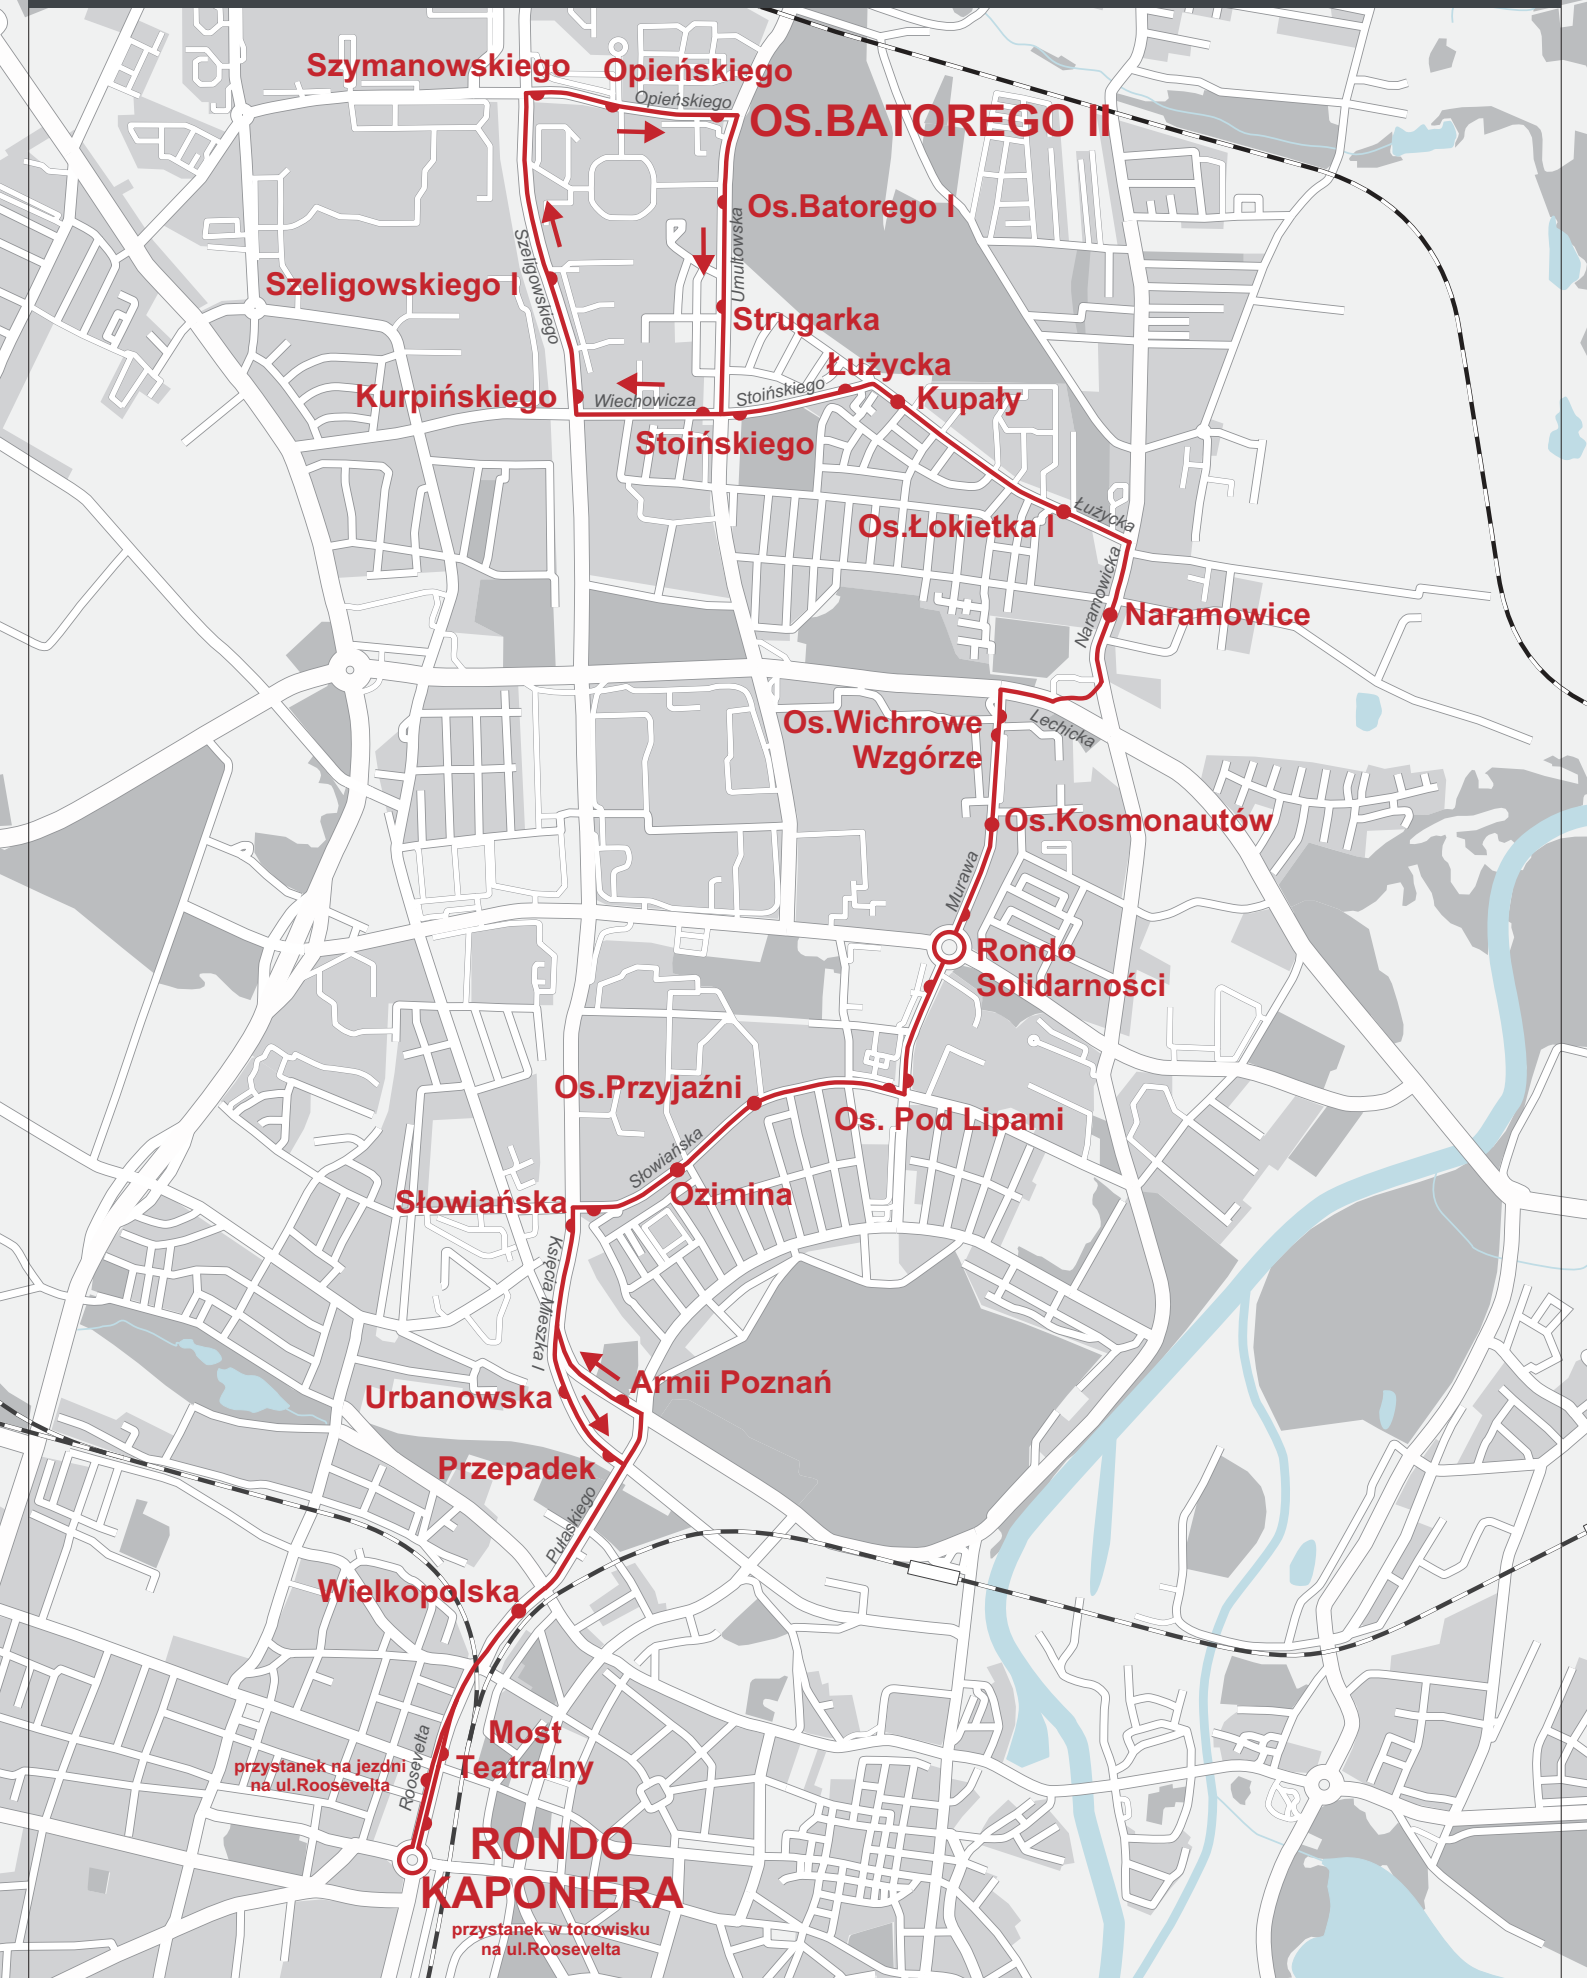 Szymanowskiego
Opieńskiego
Opieńskiego
OS.BATOREGO II
Os.Batorego I
Umultowska
Szeligowskiego
Szeligowskiego I
Strugarka
Łużycka
Kurpińskiego
Wiechowicza
Stoińskiego
Kupały
Stoińskiego
Łużycka
Os.Łokietka I
Naramowicka
Naramowice
Os.Wichrowe
Wzgórze
Lechicka
Os.Kosmonautów
Murawa
Rondo
Solidarności
Os.Przyjaźni
Os. Pod Lipami
Słowiańska
Ozimina
Słowiańska
Księcia Mieszka I
Armii Poznań
Urbanowska
Przepadek
Pułaskiego
Wielkopolska
Most
Teatralny
Roosevelta
przystanek na jezdni
na ul.Roosevelta
RONDO
KAPONIERA
przystanek w torowisku
na ul.Roosevelta